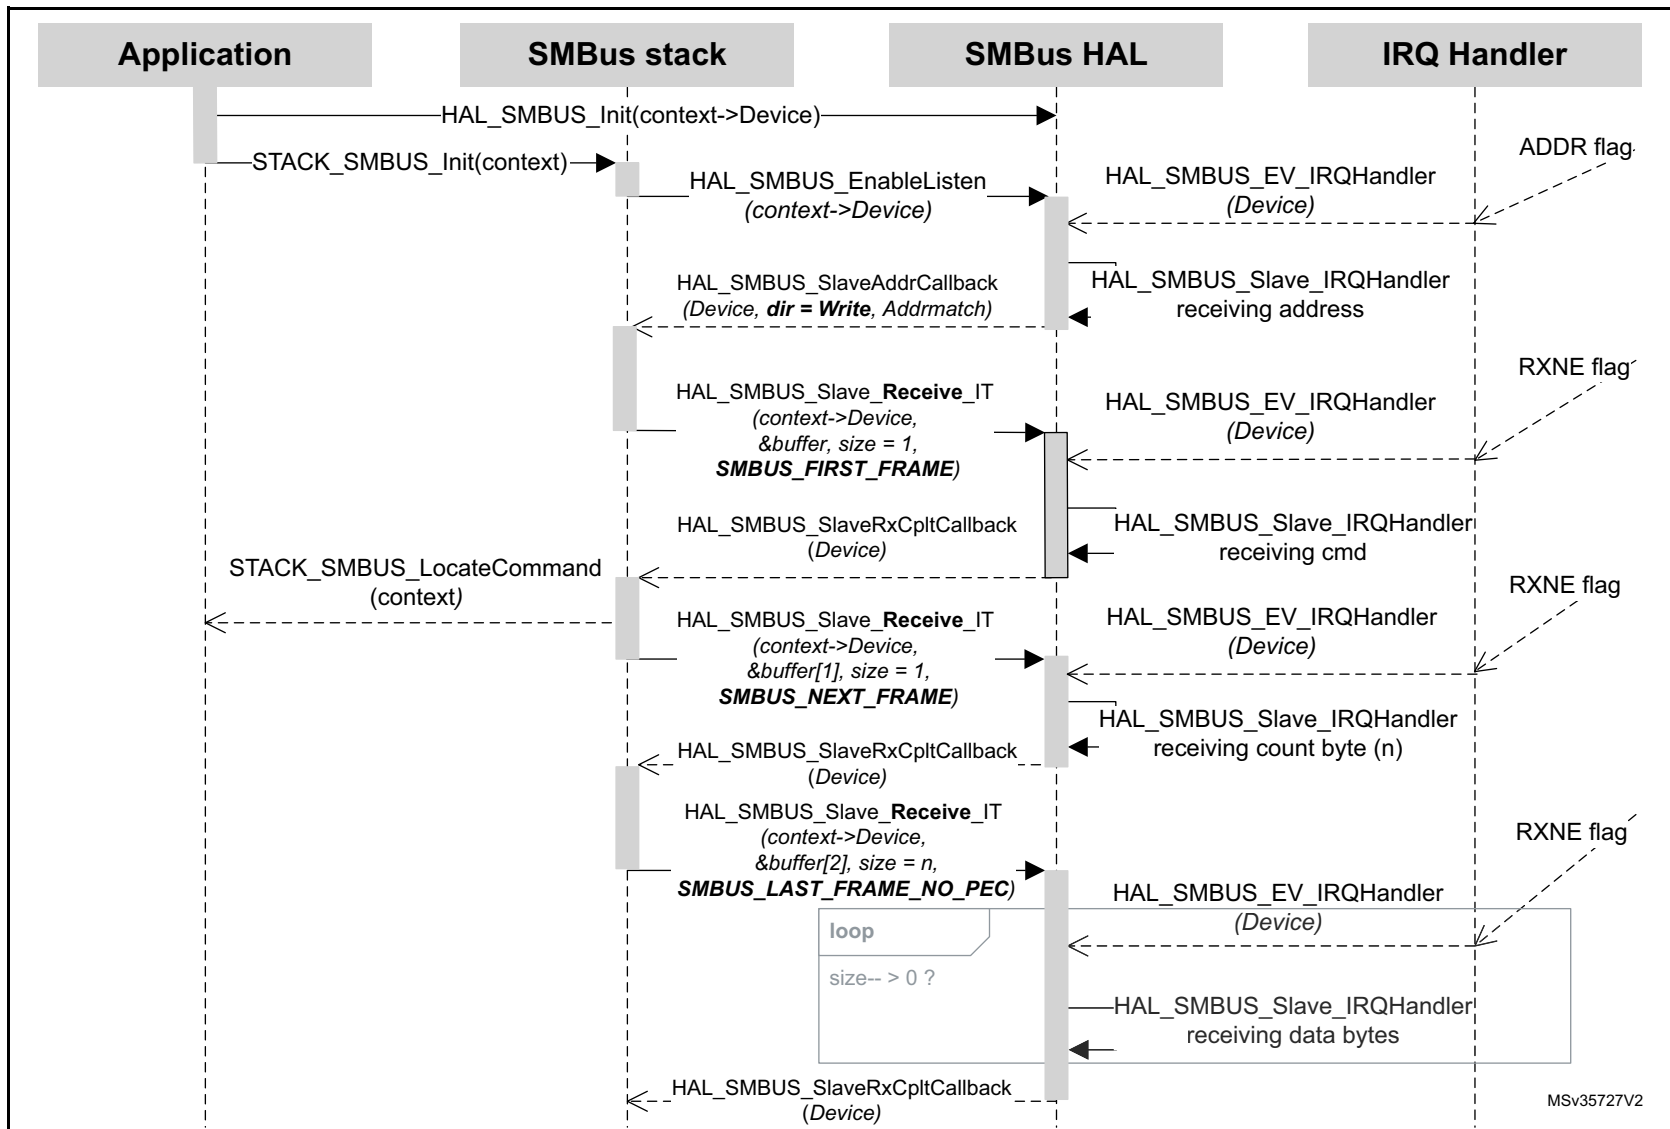 Application
SMBus stack
SMBus HAL
IRQ Handler
HAL_SMBUS_Init(context->Device)
STACK_SMBUS_Init(context)
ADDR flag
HAL_SMBUS_EnableListen
(context->Device)
HAL_SMBUS_EV_IRQHandler
(Device)
HAL_SMBUS_SlaveAddrCallback
(Device, dir = Write, Addrmatch)
HAL_SMBUS_Slave_IRQHandler
receiving address
RXNE flag
HAL_SMBUS_Slave_Receive_IT
(context->Device,
&buffer, size = 1,
SMBUS_FIRST_FRAME)
HAL_SMBUS_EV_IRQHandler
(Device)
HAL_SMBUS_SlaveRxCpltCallback
(Device)
HAL_SMBUS_Slave_IRQHandler
receiving cmd
STACK_SMBUS_LocateCommand
(context)
RXNE flag
HAL_SMBUS_Slave_Receive_IT
(context->Device,
&buffer[1], size = 1,
SMBUS_NEXT_FRAME)
HAL_SMBUS_EV_IRQHandler
(Device)
HAL_SMBUS_Slave_IRQHandler
receiving count byte (n)
HAL_SMBUS_SlaveRxCpltCallback
(Device)
HAL_SMBUS_Slave_Receive_IT
(context->Device,
&buffer[2], size = n,
SMBUS_LAST_FRAME_NO_PEC)
RXNE flag
HAL_SMBUS_EV_IRQHandler
(Device)
loop
size-- > 0 ?
HAL_SMBUS_Slave_IRQHandler
receiving data bytes
HAL_SMBUS_SlaveRxCpltCallback
(Device)
MSv35727V2